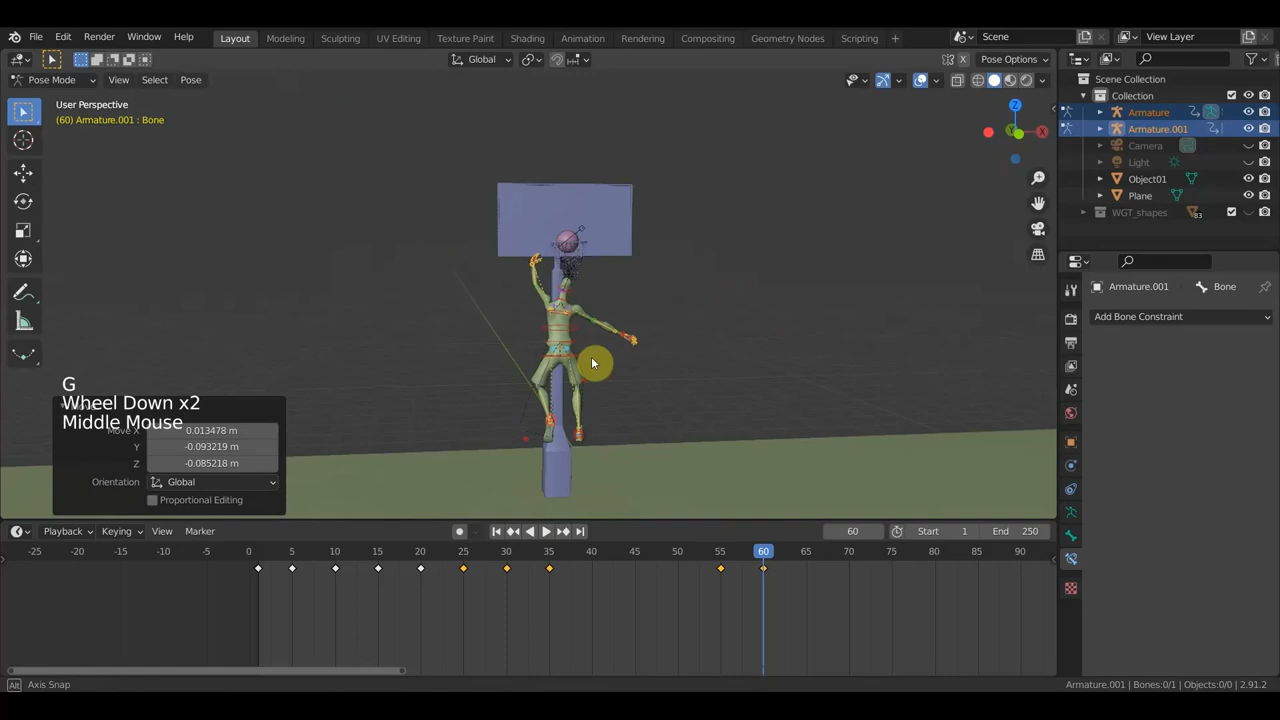 File Edit Render Window Help Layout Modeling Sculpting UV Editing Texture Paint Shading Animation Rendering Compositing Geometry Nodes Scripting + Scene View Layer
Global Pose Options
Pose Mode View Select Pose
User Perspective
(60) Armature.001 : Bone
Z
X
Y
Scene Collection
Collection
Armature
Armature.001
Camera
Light
Object01
Plane
WGT_shapes 83
Armature.001 Bone
Add Bone Constraint
G
Wheel Down x2
Middle Mouse
Move X 0.013478 m
Y -0.093219 m
Z -0.085218 m
Orientation Global
Proportional Editing
Playback Keying View Marker 60 Start 1 End 250
-25 -20 -15 -10 -5 0 5 10 15 20 25 30 35 40 45 50 55 60 65 70 75 80 85 90
Alt Axis Snap Armature.001 | Bones:0/1 | Objects:0/0 | 2.91.2